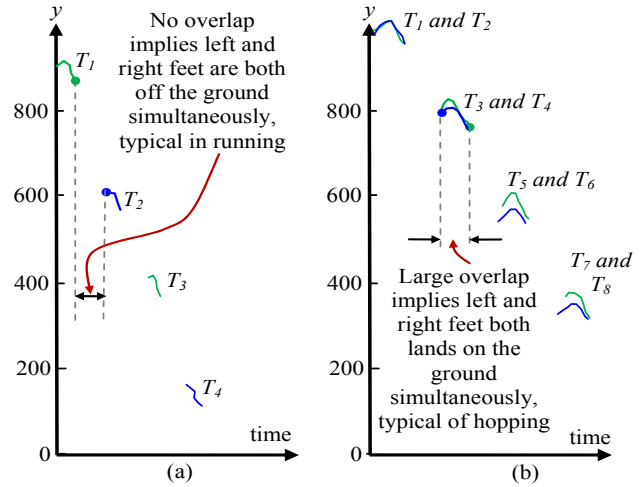 y
No overlap
implies left and
right feet are both
off the ground
simultaneously,
typical in running
T1
800
600
T2
400
T3
200
T4
0
time
(a)
y
T1 and T2
800
T3 and T4
600
T5 and T6
400
Large overlap
implies left and
right feet both
lands on the
ground
simultaneously,
typical of hopping
T7 and
T8
200
0
time
(b)